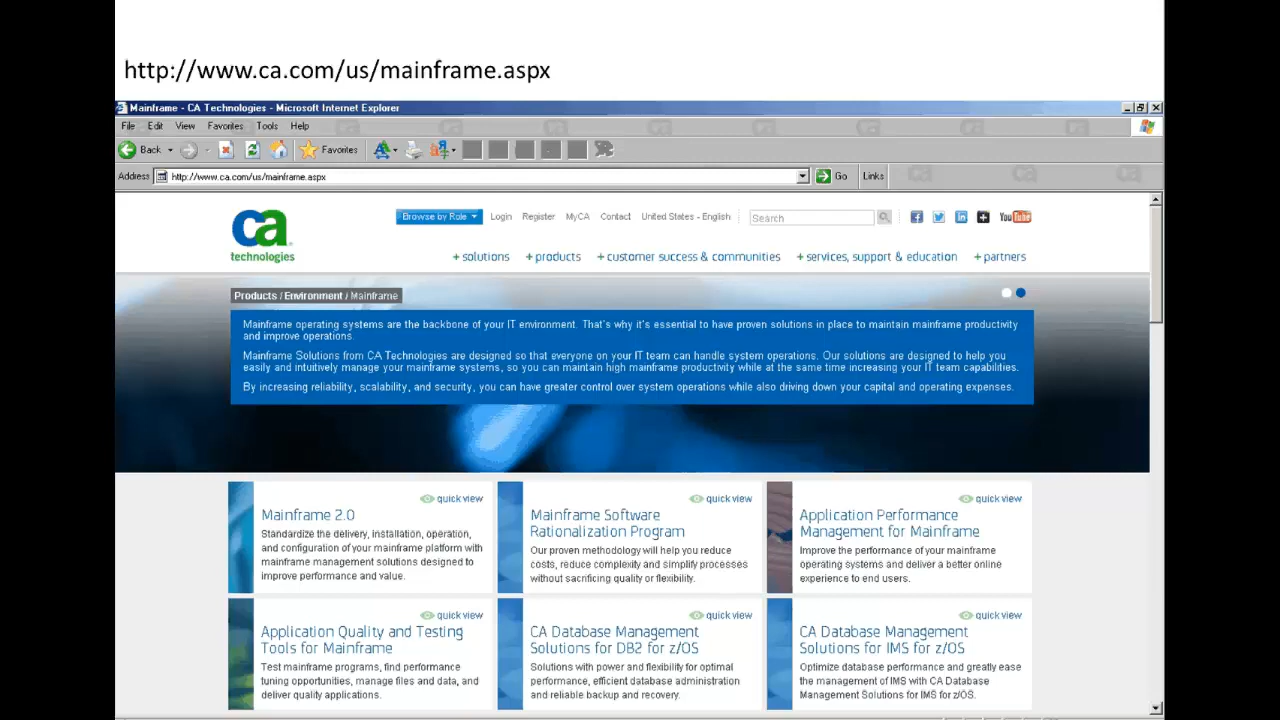 http://www.ca.com/us/mainframe.aspx
Mainframe - CA Technologies - Microsoft Internet Explorer
File Edit View Favorites Tools Help
Back Favorites
Address http://www.ca.com/us/mainframe.aspx Go Links
ca technologies
Browse by Role Login Register MyCA Contact United States - English Search You Tube
+ solutions + products + customer success & communities + services, support & education + partners
Products / Environment / Mainframe
Mainframe operating systems are the backbone of your IT environment. That's why it's essential to have proven solutions in place to maintain mainframe productivity
and improve operations.
Mainframe Solutions from CA Technologies are designed so that everyone on your IT team can handle system operations. Our solutions are designed to help you
easily and intuitively manage your mainframe systems, so you can maintain high mainframe productivity while at the same time increasing your IT team capabilities.
By increasing reliability, scalability, and security, you can have greater control over system operations while also driving down your capital and operating expenses.
quick view
Mainframe 2.0
Standardize the delivery, installation, operation,
and configuration of your mainframe platform with
mainframe management solutions designed to
improve performance and value.
quick view
Mainframe Software
Rationalization Program
Our proven methodology will help you reduce
costs, reduce complexity and simplify processes
without sacrificing quality or flexibility.
quick view
Application Performance
Management for Mainframe
Improve the performance of your mainframe
operating systems and deliver a better online
experience to end users.
quick view
Application Quality and Testing
Tools for Mainframe
Test mainframe programs, find performance
tuning opportunities, manage files and data, and
deliver quality applications.
quick view
CA Database Management
Solutions for DB2 for z/OS
Solutions with power and flexibility for optimal
performance, efficient database administration
and reliable backup and recovery.
quick view
CA Database Management
Solutions for IMS for z/OS
Optimize database performance and greatly ease
the management of IMS with CA Database
Management Solutions for IMS for z/OS.